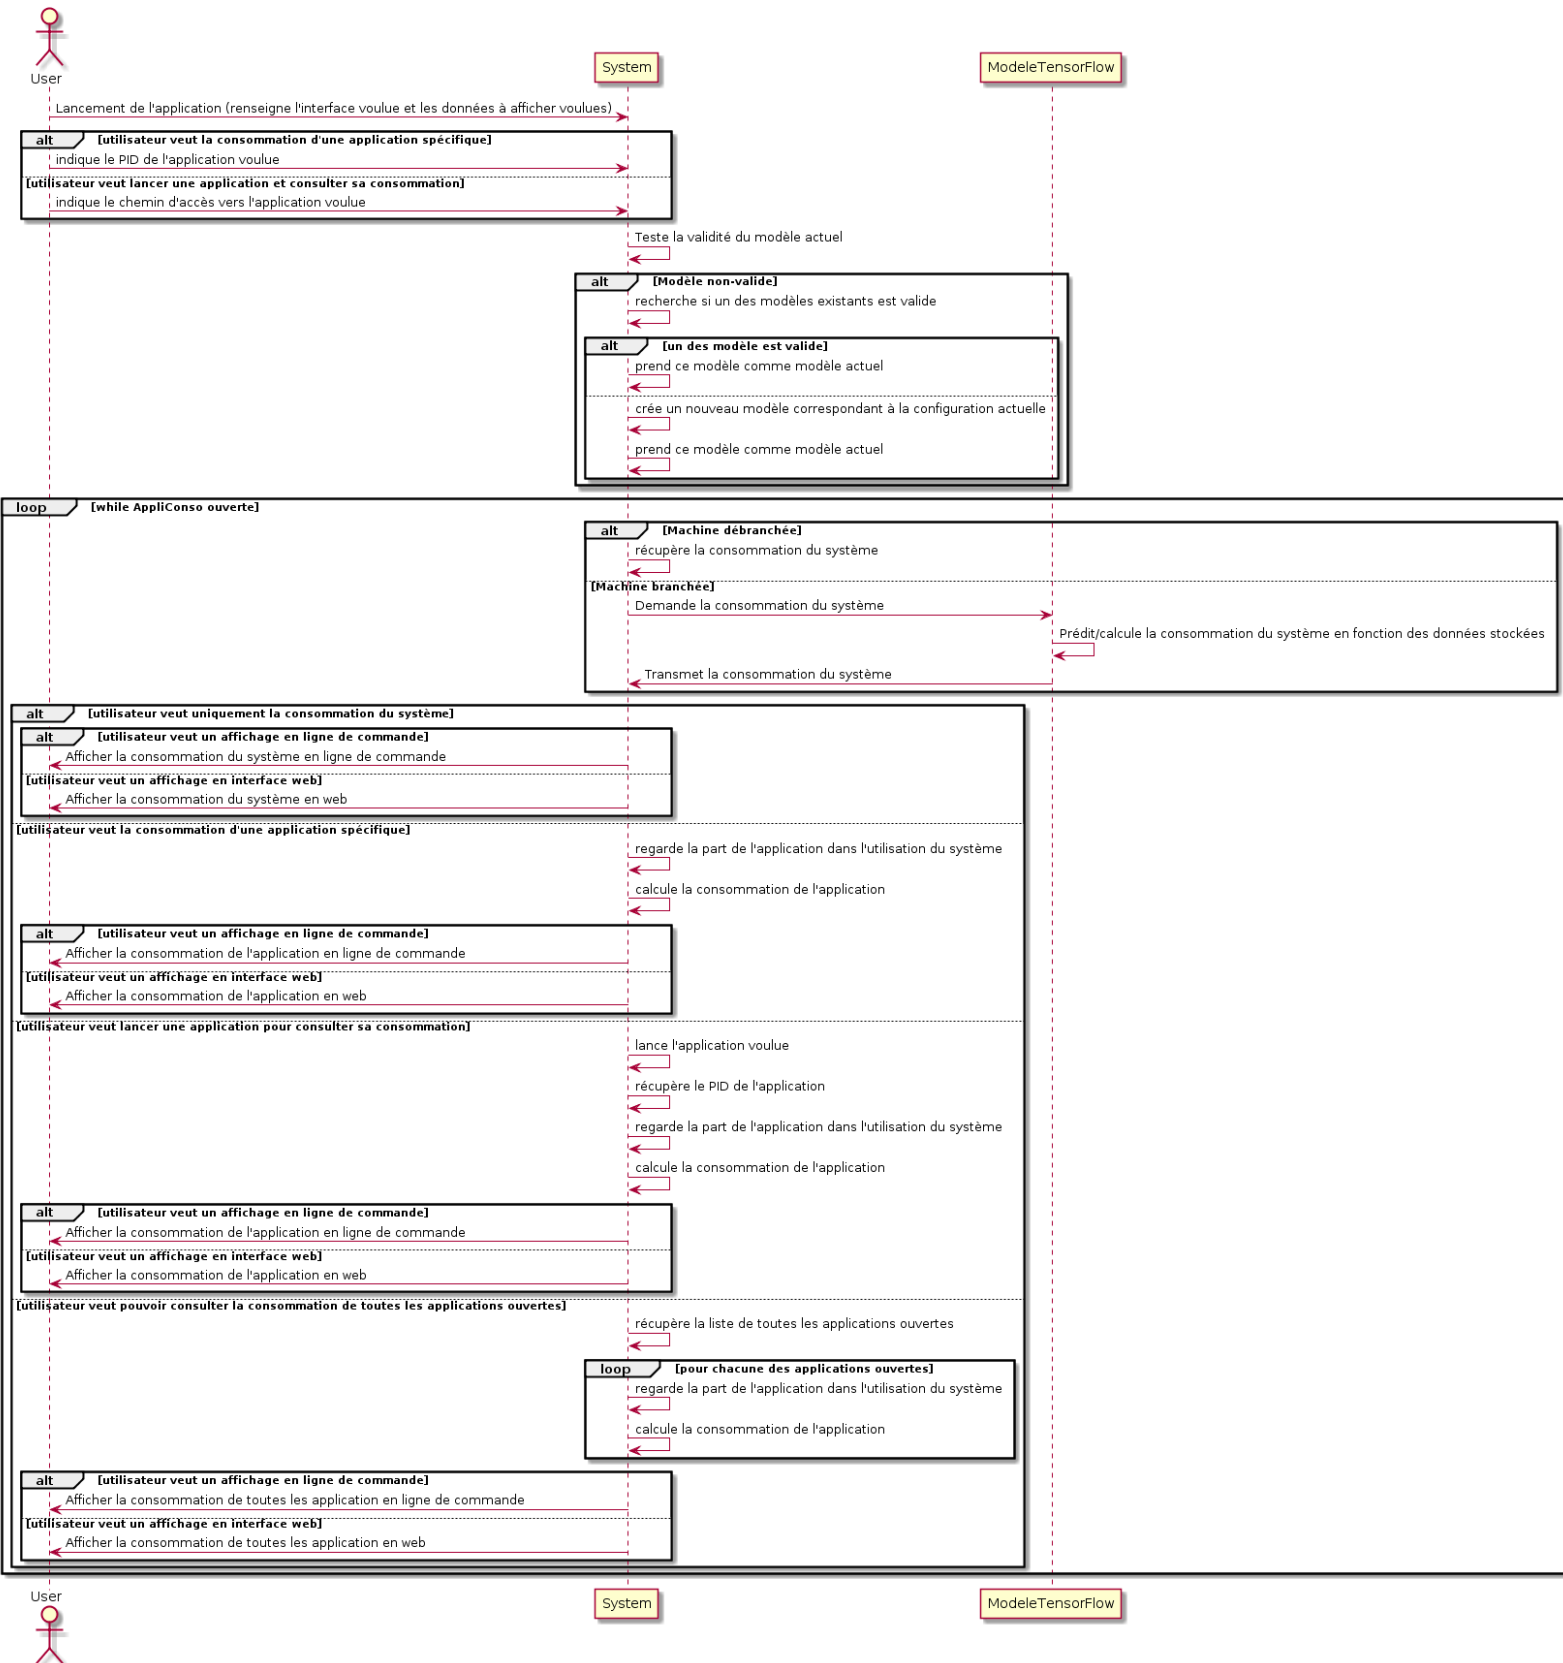 User
System
ModeleTensorFlow
Lancement de l'application (renseigne l'interface voulue et les données à afficher voulues)
alt [utilisateur veut la consommation d'une application spécifique]
indique le PID de l'application voulue
[utilisateur veut lancer une application et consulter sa consommation]
indique le chemin d'accès vers l'application voulue
Teste la validité du modèle actuel
alt [Modèle non-valide]
recherche si un des modèles existants est valide
alt [un des modèle est valide]
prend ce modèle comme modèle actuel
crée un nouveau modèle correspondant à la configuration actuelle
prend ce modèle comme modèle actuel
loop [while AppliConso ouverte]
alt [Machine débranchée]
récupère la consommation du système
[Machine branchée]
Demande la consommation du système
Prédit/calcule la consommation du système en fonction des données stockées
Transmet la consommation du système
alt [utilisateur veut uniquement la consommation du système]
alt [utilisateur veut un affichage en ligne de commande]
Afficher la consommation du système en ligne de commande
[utilisateur veut un affichage en interface web]
Afficher la consommation du système en web
[utilisateur veut la consommation d'une application spécifique]
regarde la part de l'application dans l'utilisation du système
calcule la consommation de l'application
alt [utilisateur veut un affichage en ligne de commande]
Afficher la consommation de l'application en ligne de commande
[utilisateur veut un affichage en interface web]
Afficher la consommation de l'application en web
[utilisateur veut lancer une application pour consulter sa consommation]
lance l'application voulue
récupère le PID de l'application
regarde la part de l'application dans l'utilisation du système
calcule la consommation de l'application
alt [utilisateur veut un affichage en ligne de commande]
Afficher la consommation de l'application en ligne de commande
[utilisateur veut un affichage en interface web]
Afficher la consommation de l'application en web
[utilisateur veut pouvoir consulter la consommation de toutes les applications ouvertes]
récupère la liste de toutes les applications ouvertes
loop [pour chacune des applications ouvertes]
regarde la part de l'application dans l'utilisation du système
calcule la consommation de l'application
alt [utilisateur veut un affichage en ligne de commande]
Afficher la consommation de toutes les application en ligne de commande
[utilisateur veut un affichage en interface web]
Afficher la consommation de toutes les application en web
User
System
ModeleTensorFlow